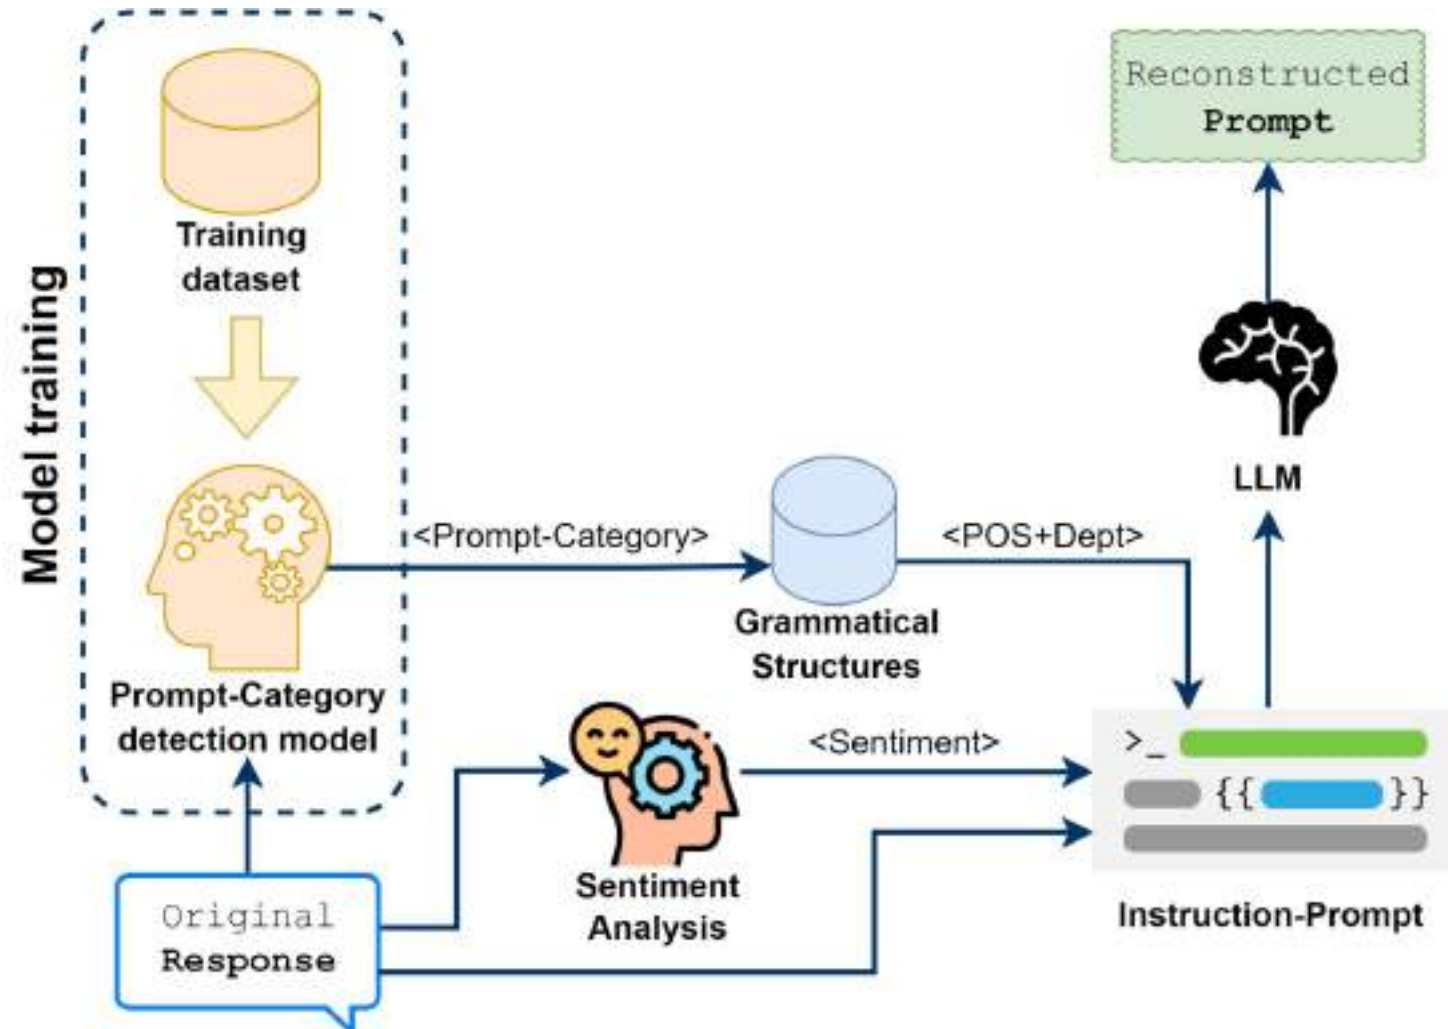 Model training
Training
dataset
Prompt-Category
detection model
Original
Response
<Prompt-Category>
Grammatical
Structures
<POS+Dept>
Sentiment
Analysis
<Sentiment>
>_
{{ }}
Instruction-Prompt
LLM
Reconstructed
Prompt